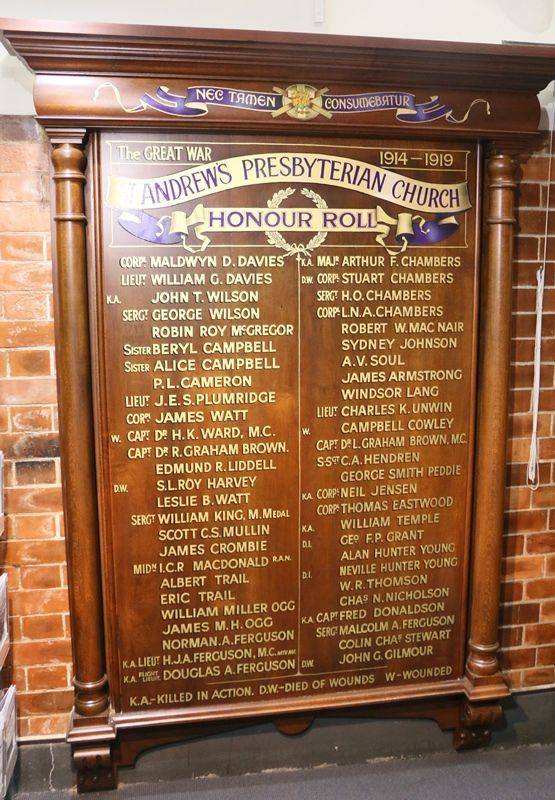 NEC TAMEN CONSUMEBATUR
The GREAT WAR 1914-1919
ST ANDREW'S PRESBYTERIAN CHURCH
HONOUR ROLL
CORPL MALDWYN D. DAVIES
LIEUT WILLIAM G. DAVIES
K.A. JOHN T. WILSON
SERGT GEORGE WILSON
ROBIN ROY McGREGOR
SISTER BERYL CAMPBELL
SISTER ALICE CAMPBELL
P.L. CAMERON
LIEUT J.E.S. PLUMRIDGE
CORPL JAMES WATT
W. CAPT DR H.K. WARD, M.C.
CAPT DR R. GRAHAM BROWN.
EDMUND R. LIDDELL
D.W. S.L. ROY HARVEY
LESLIE B. WATT
SERGT WILLIAM KING, M. MEDAL
SCOTT C.S. MULLIN
JAMES CROMBIE
MIDN I.C.R MACDONALD R.A.N.
ALBERT TRAIL
ERIC TRAIL
WILLIAM MILLER OGG
JAMES M.H. OGG
NORMAN A. FERGUSON
K.A. LIEUT H.J.A. FERGUSON, M.C. WITH BAR
K.A. FLIGHT LIEUT. DOUGLAS A. FERGUSON
K.A. MAJR ARTHUR F. CHAMBERS
D.W. CORPL STUART CHAMBERS
SERGT H.O. CHAMBERS
CORPL L.N.A. CHAMBERS
ROBERT W. MAC NAIR
SYDNEY JOHNSON
A.V. SOUL
JAMES ARMSTRONG
WINDSOR LANG
LIEUT CHARLES K. UNWIN
W. CAMPBELL COWLEY
CAPT DR L. GRAHAM BROWN, M.C.
S-SGT C.A. HENDREN
GEORGE SMITH PEDDIE
K.A. CORPL NEIL JENSEN
CORPL THOMAS EASTWOOD
K.A. WILLIAM TEMPLE
D.I. GEO F.P. GRANT
ALAN HUNTER YOUNG
D.I. NEVILLE HUNTER YOUNG
W.R. THOMSON
CHAS N. NICHOLSON
K.A. CAPT FRED DONALDSON
SERGT MALCOLM A. FERGUSON
COLIN CHAS STEWART
D.W. JOHN G. GILMOUR
K.A.-KILLED IN ACTION. D.W.-DIED OF WOUNDS W-WOUNDED